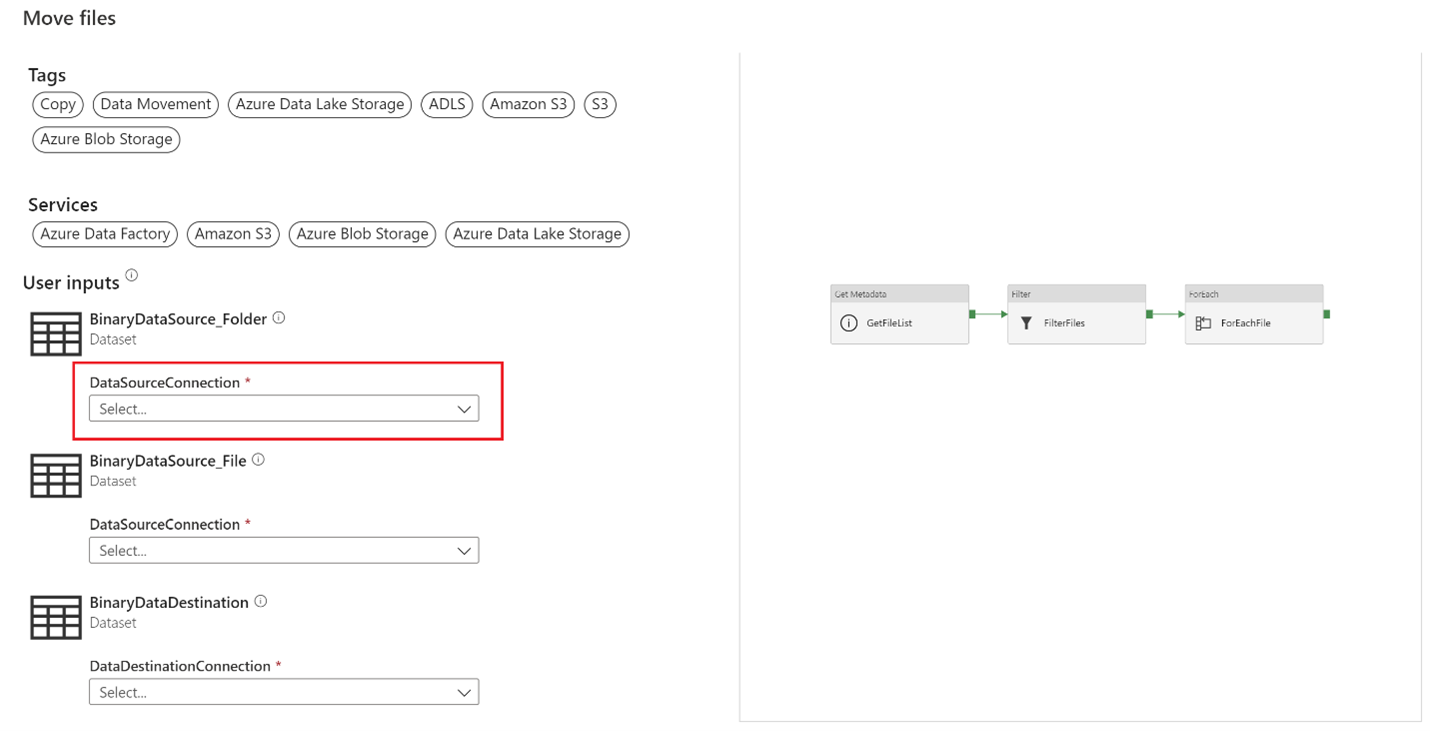 Move files
Tags
Copy Data Movement Azure Data Lake Storage ADLS Amazon S3 S3
Azure Blob Storage
Services
Azure Data Factory Amazon S3 Azure Blob Storage Azure Data Lake Storage
User inputs
BinaryDataSource_Folder
Dataset
DataSourceConnection *
Select...
BinaryDataSource_File
Dataset
DataSourceConnection *
Select...
BinaryDataDestination
Dataset
DataDestinationConnection *
Select...
Get Metadata
GetFileList
Filter
FilterFiles
ForEach
ForEachFile